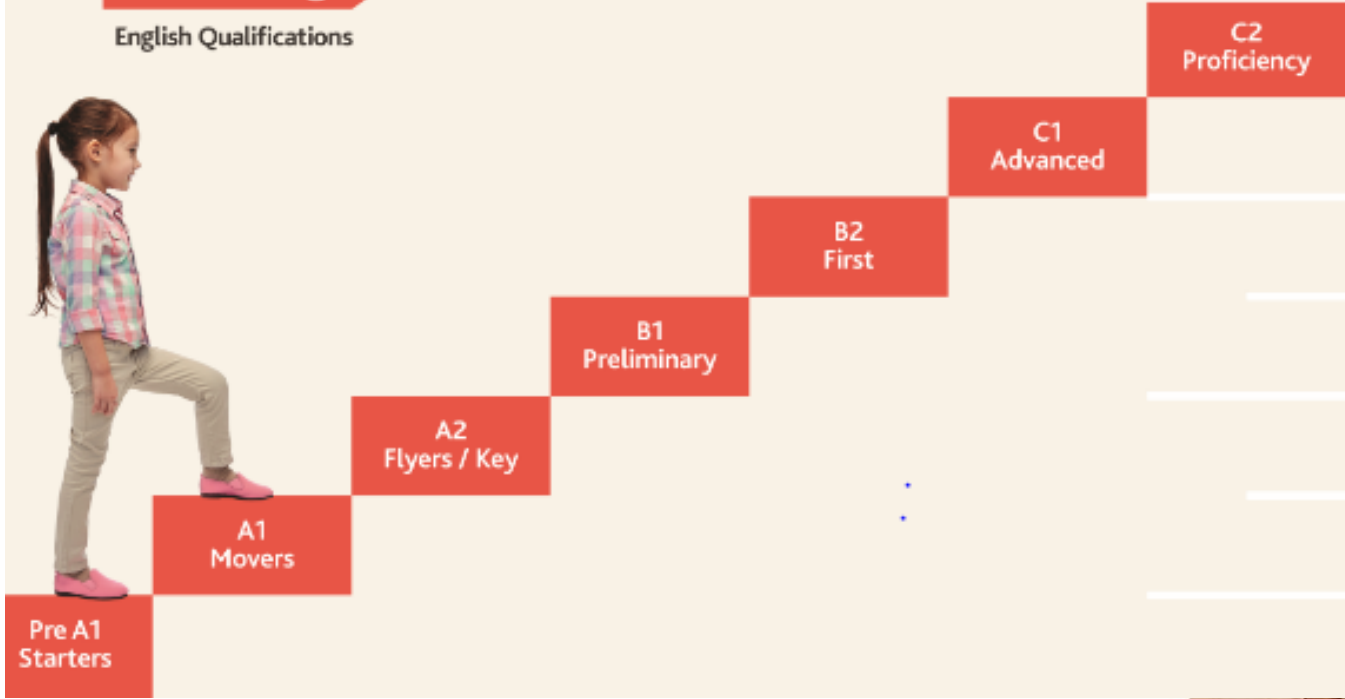 English Qualifications
C2
Proficiency
C1
Advanced
B2
First
B1
Preliminary
A2
Flyers / Key
A1
Movers
Pre A1
Starters